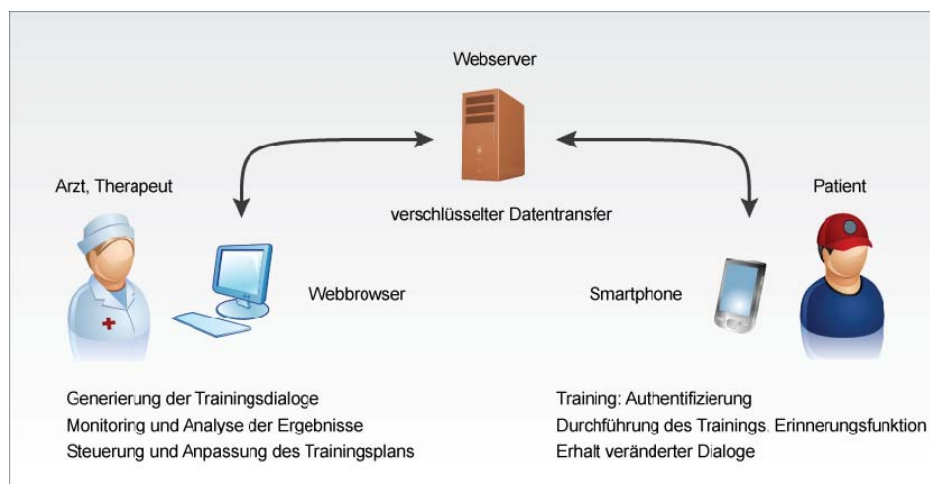 Webserver
Arzt, Therapeut
Patient
verschlüsselter Datentransfer
Webbrowser
Smartphone
Generierung der Trainingsdialoge
Monitoring und Analyse der Ergebnisse
Steuerung und Anpassung des Trainingsplans
Training: Authentifizierung
Durchführung des Trainings. Erinnerungsfunktion
Erhalt veränderter Dialoge